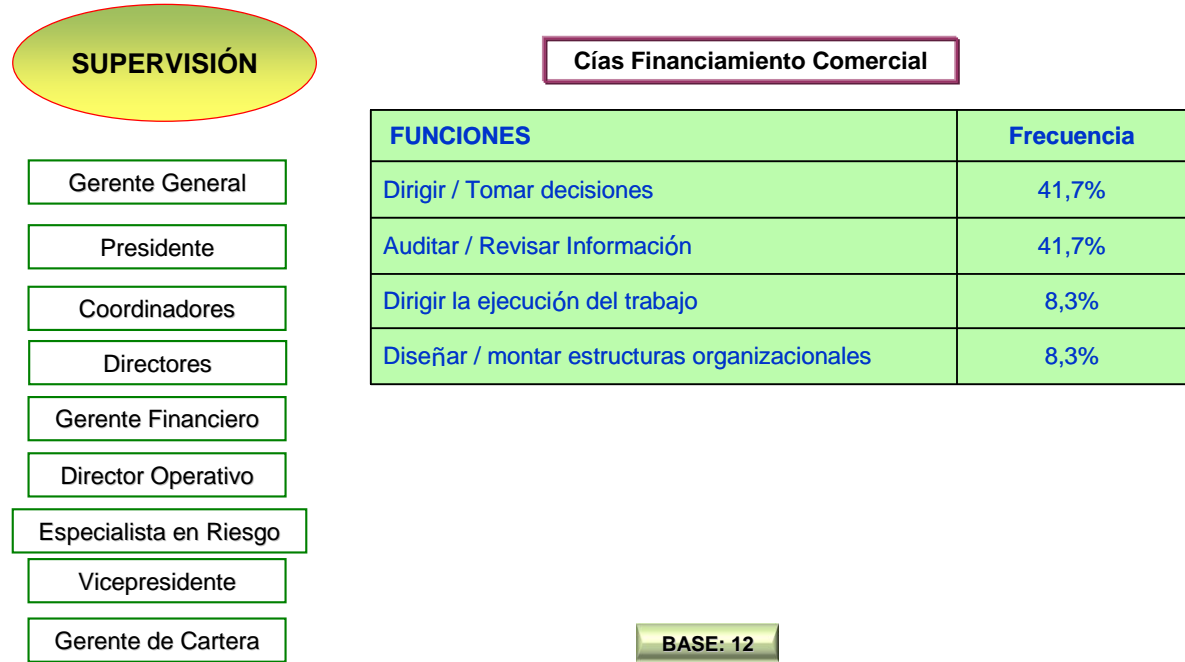 SUPERVISIÓN
Cías Financiamiento Comercial
FUNCIONES Frecuencia
Dirigir / Tomar decisiones 41,7%
Auditar / Revisar Información 41,7%
Dirigir la ejecución del trabajo 8,3%
Diseñar / montar estructuras organizacionales 8,3%
Gerente General
Presidente
Coordinadores
Directores
Gerente Financiero
Director Operativo
Especialista en Riesgo
Vicepresidente
Gerente de Cartera
BASE: 12